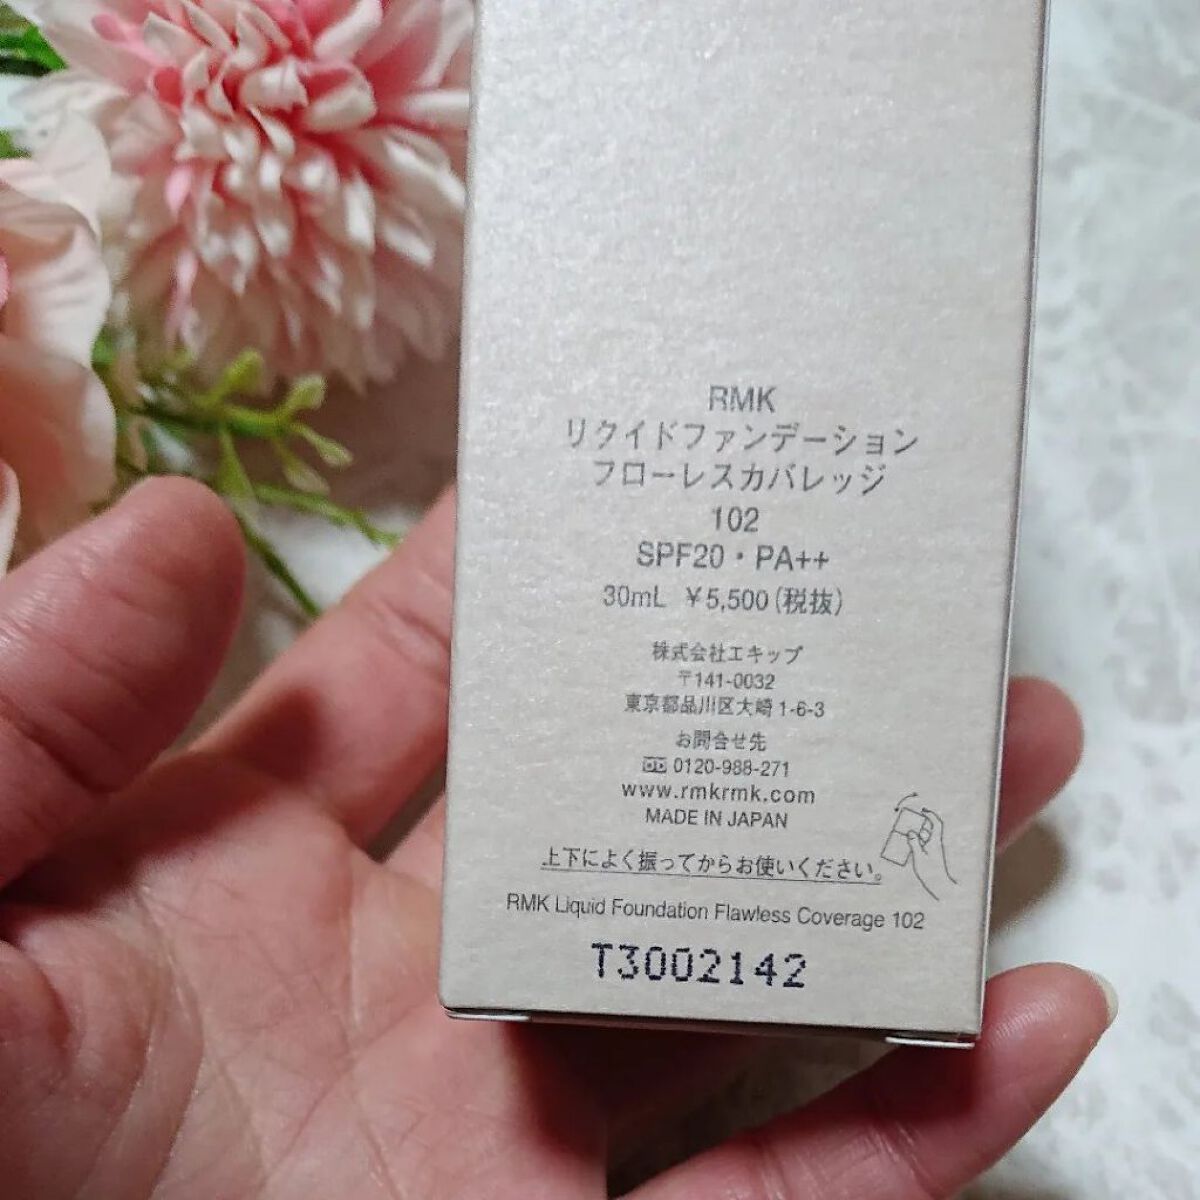 RMK
リクイドファンデーション
フローレスカバレッジ
102
SPF20・PA++
30mL ￥5,500(税抜)
株式会社エキップ
〒141-0032
東京都品川区大崎1-6-3
お問合せ先
0120-988-271
www.rmkrmk.com
MADE IN JAPAN
上下によく振ってからお使いください。
RMK Liquid Foundation Flawless Coverage 102
T3002142